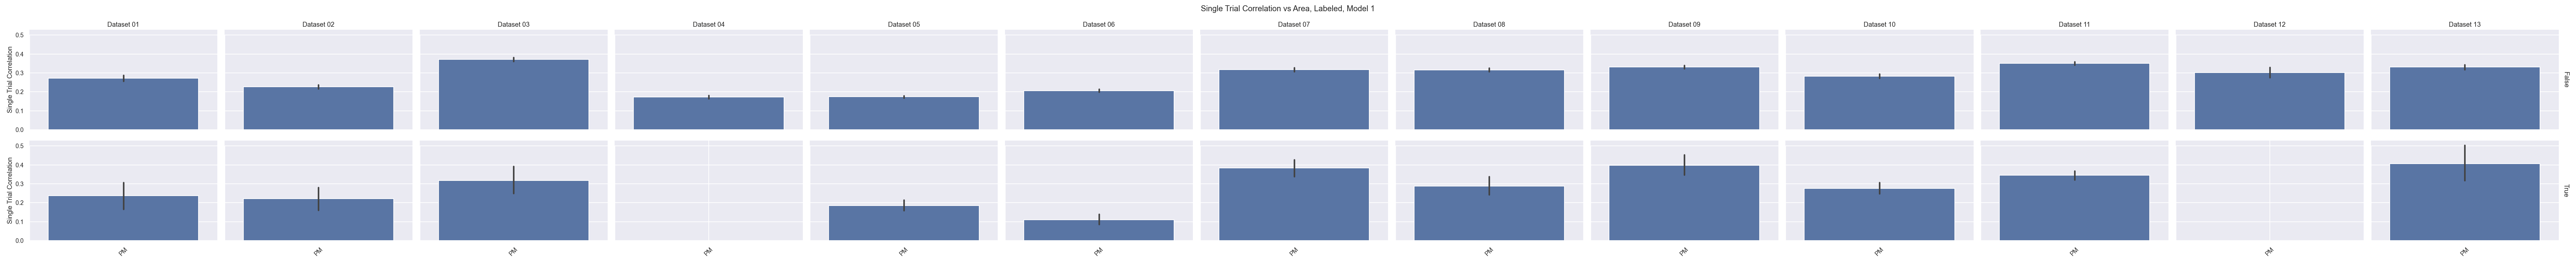 Single Trial Correlation vs Area, Labeled, Model 1
Dataset 01 Dataset 02 Dataset 03 Dataset 04 Dataset 05 Dataset 06 Dataset 07 Dataset 08 Dataset 09 Dataset 10 Dataset 11 Dataset 12 Dataset 13
Single Trial Correlation
0.5
0.4
0.3
0.2
0.1
0.0
False
Single Trial Correlation
0.5
0.4
0.3
0.2
0.1
0.0
True
PM PM PM PM PM PM PM PM PM PM PM PM PM